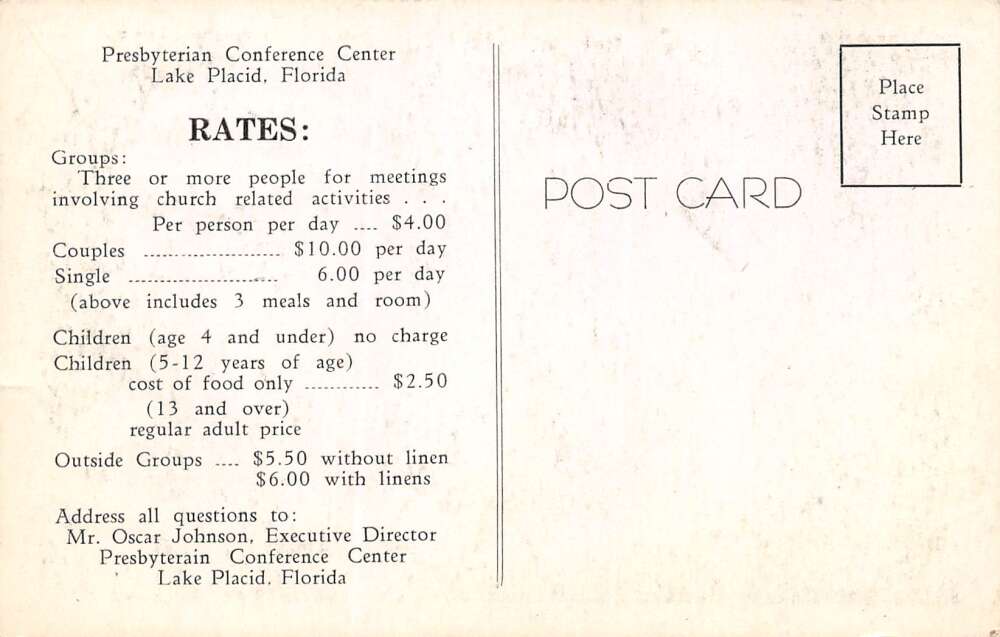 Presbyterian Conference Center
Lake Placid, Florida
RATES:
Groups:
Three or more people for meetings
involving church related activities . . .
Per person per day .... $4.00
Couples ...................... $10.00 per day
Single ........................ 6.00 per day
(above includes 3 meals and room)
Children (age 4 and under) no charge
Children (5-12 years of age)
cost of food only ............ $2.50
(13 and over)
regular adult price
Outside Groups .... $5.50 without linen
$6.00 with linens
Address all questions to:
Mr. Oscar Johnson, Executive Director
Presbyterain Conference Center
Lake Placid, Florida
POST CARD
Place
Stamp
Here